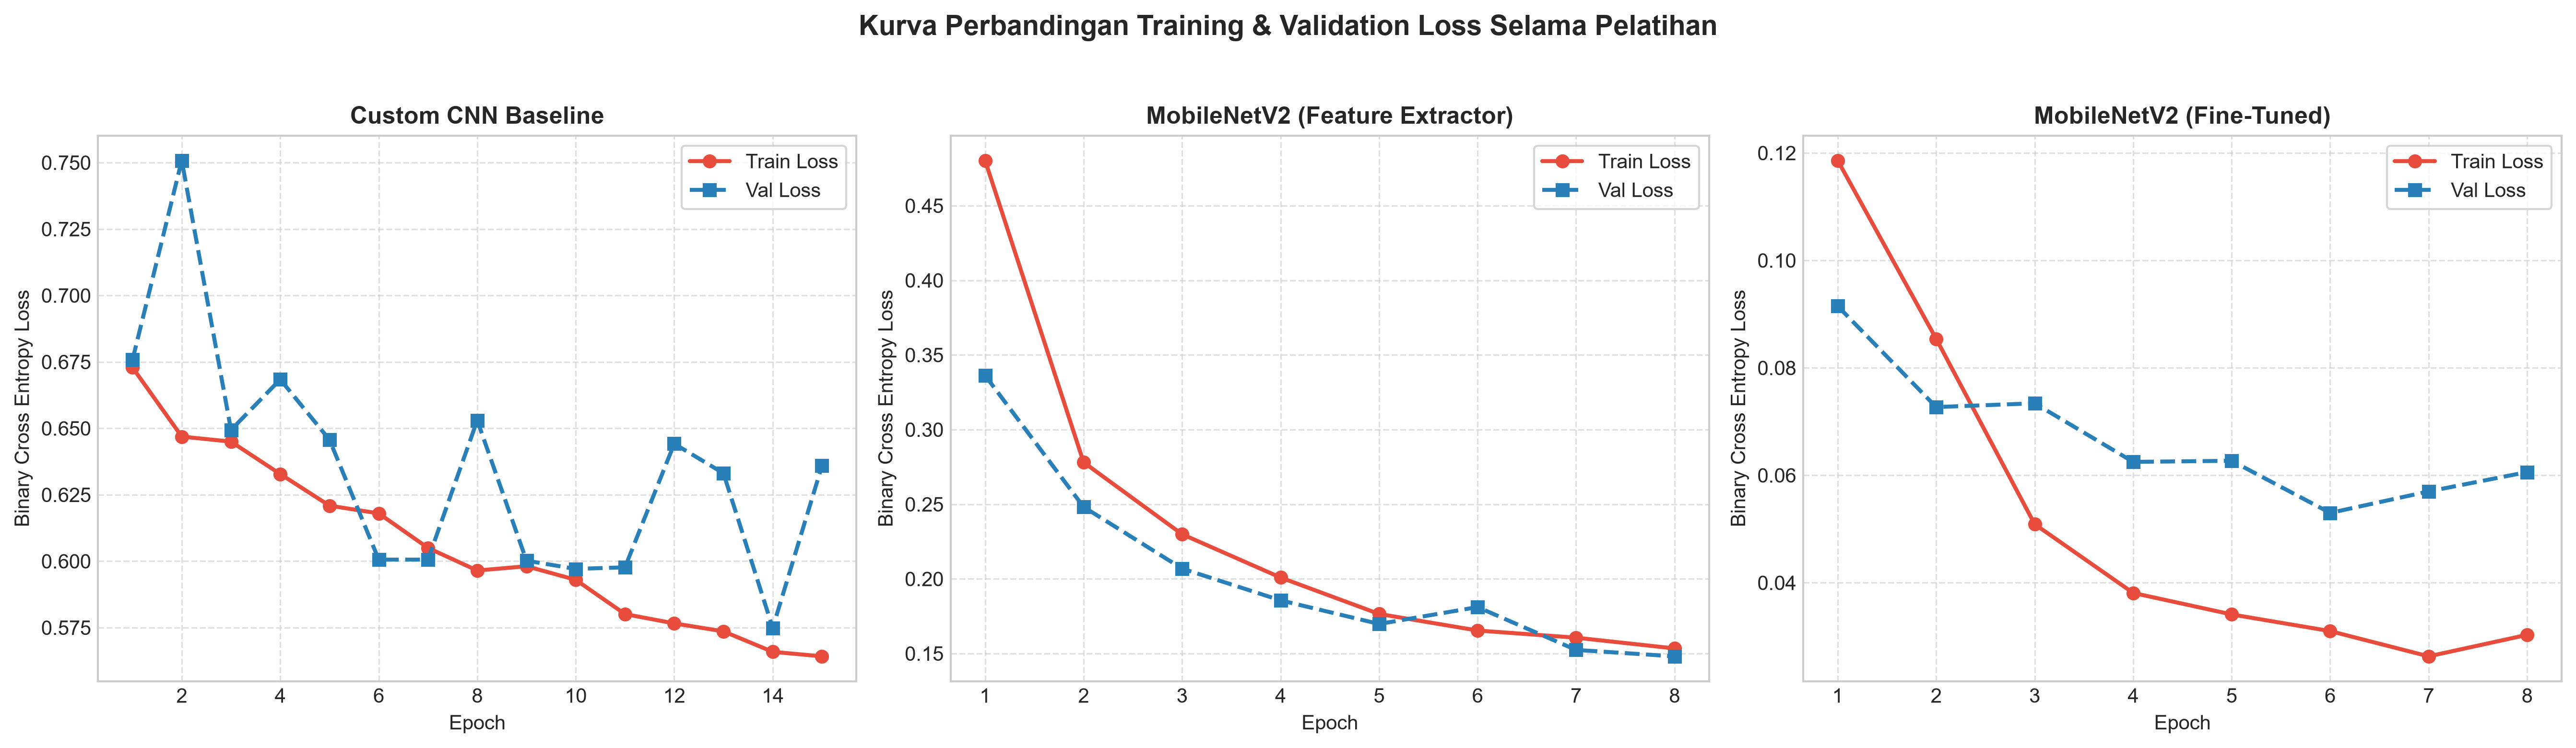 Kurva Perbandingan Training & Validation Loss Selama Pelatihan
Custom CNN Baseline
Train Loss
Val Loss
Binary Cross Entropy Loss
0.750
0.725
0.700
0.675
0.650
0.625
0.600
0.575
2 4 6 8 10 12 14
Epoch
MobileNetV2 (Feature Extractor)
Train Loss
Val Loss
Binary Cross Entropy Loss
0.45
0.40
0.35
0.30
0.25
0.20
0.15
1 2 3 4 5 6 7 8
Epoch
MobileNetV2 (Fine-Tuned)
Train Loss
Val Loss
Binary Cross Entropy Loss
0.12
0.10
0.08
0.06
0.04
1 2 3 4 5 6 7 8
Epoch